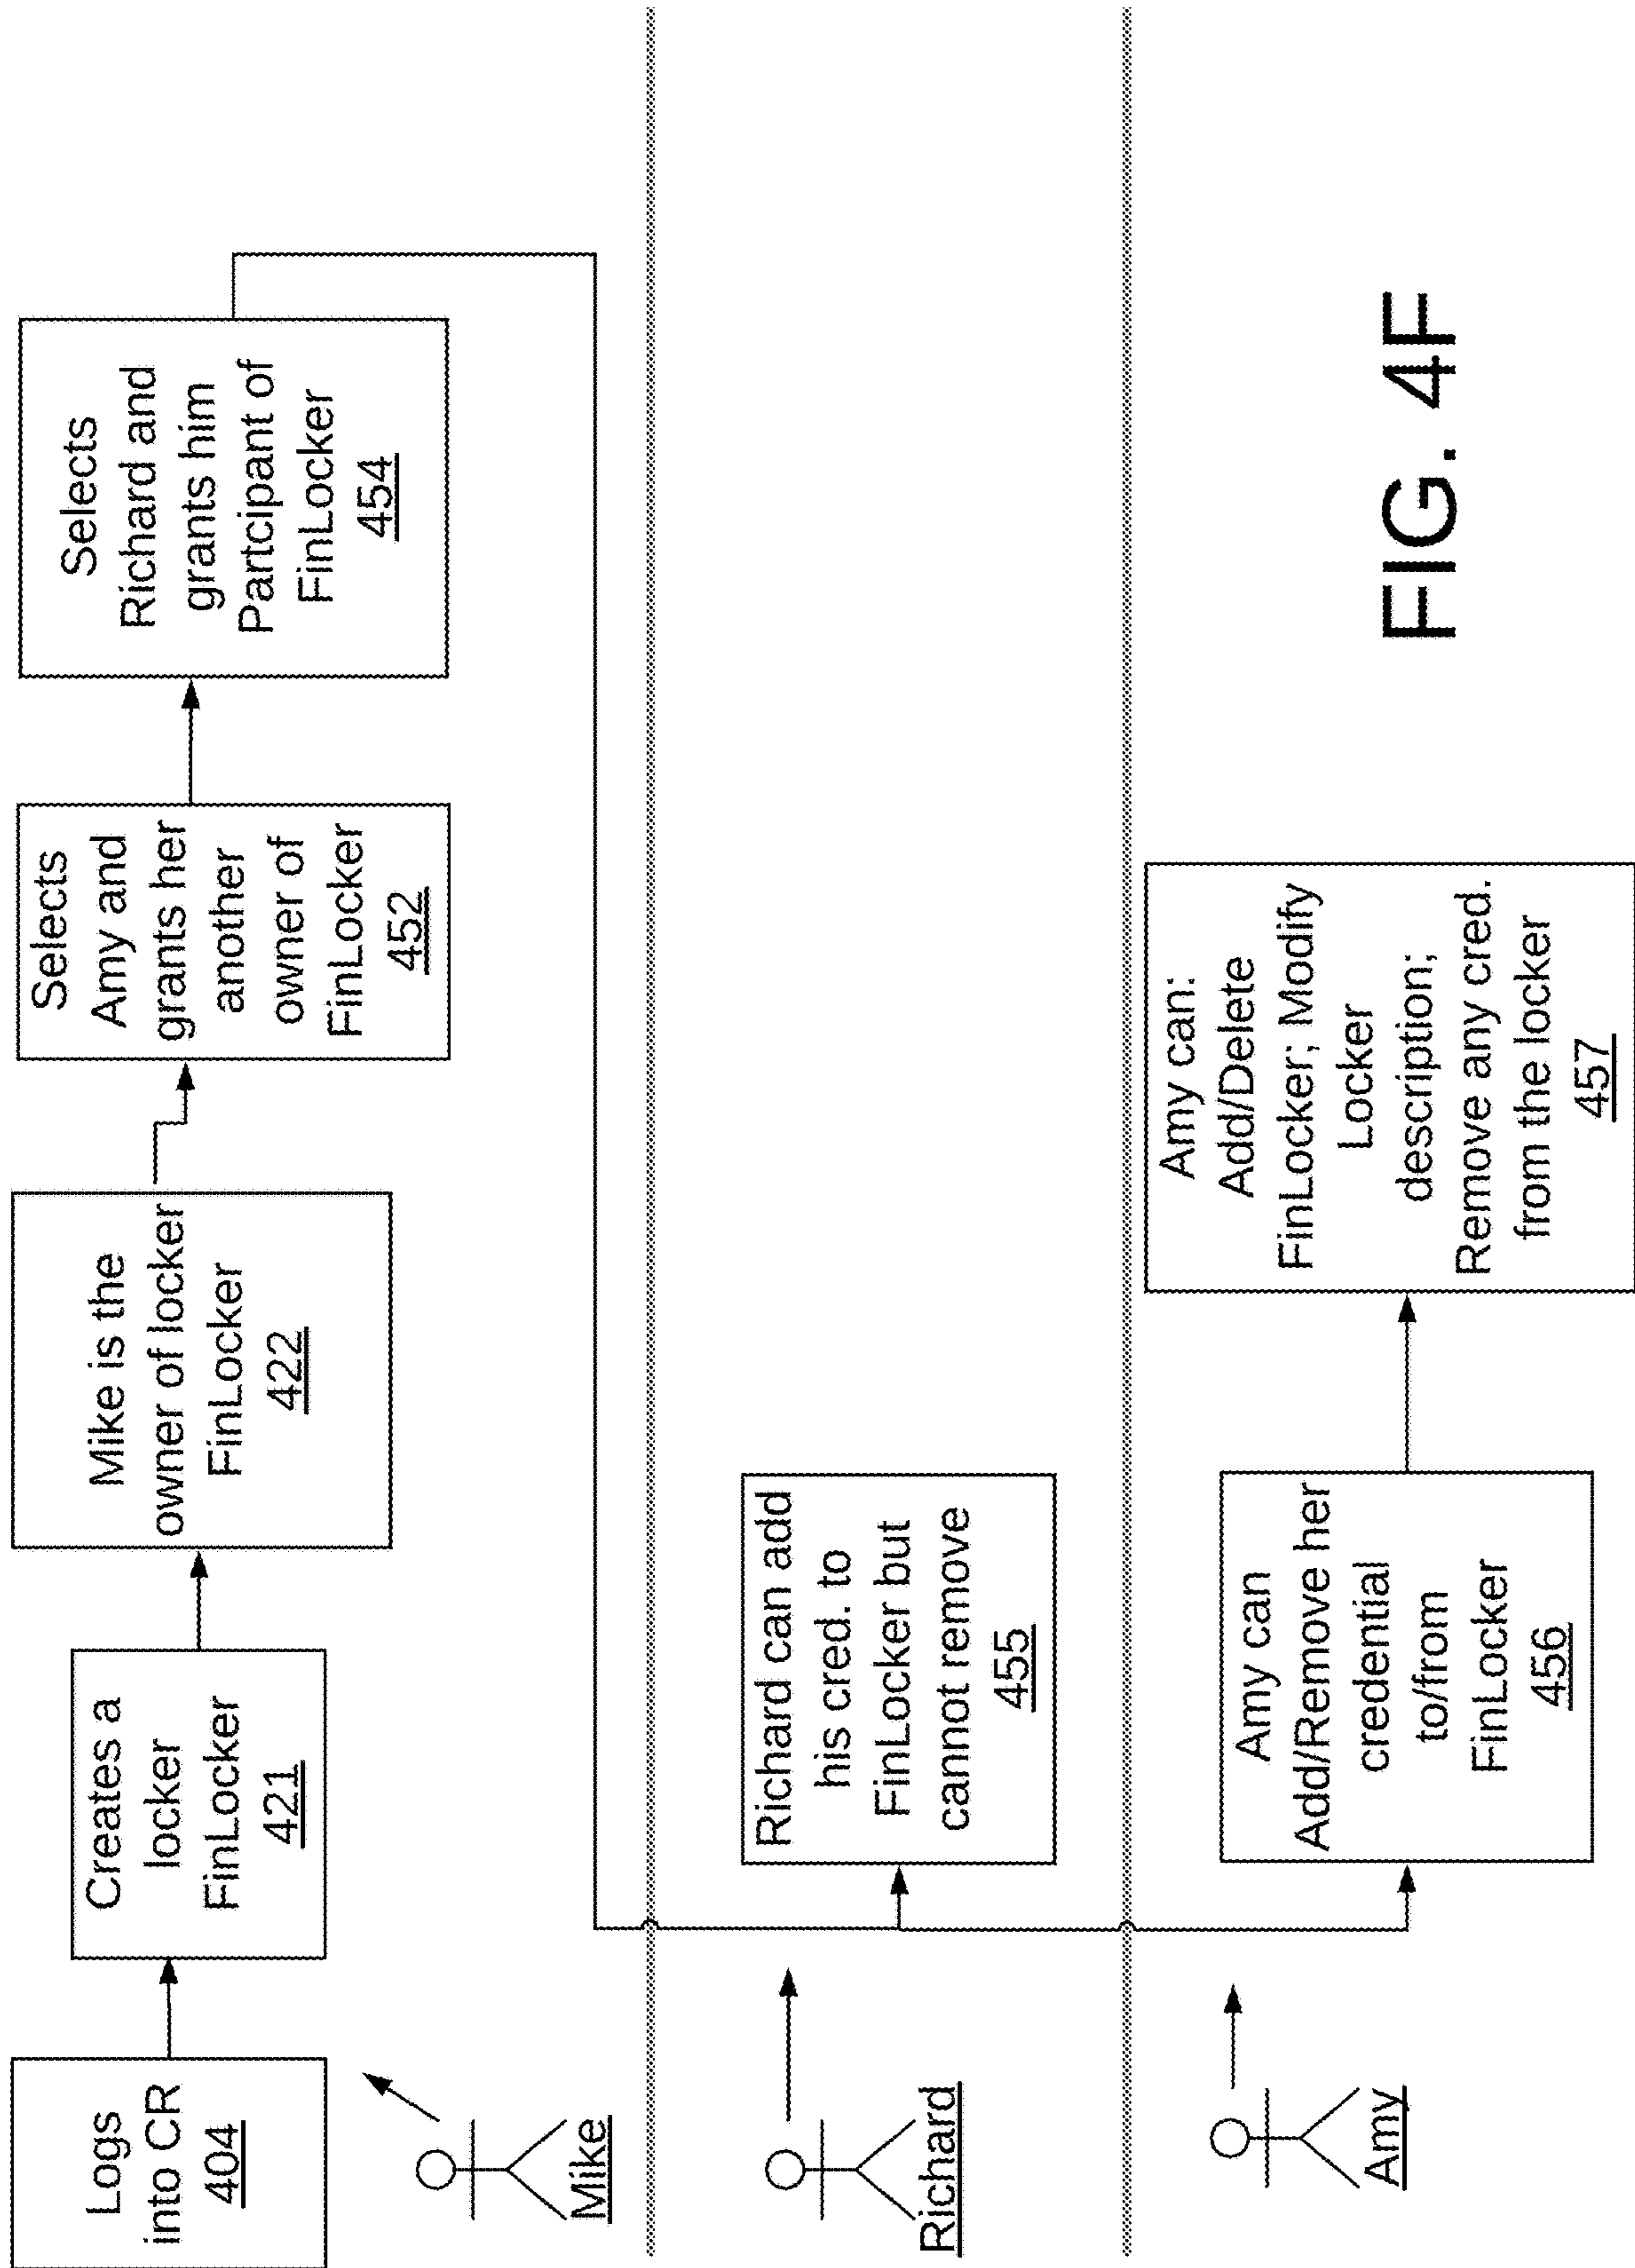 Logs
into CR
404
Creates a
locker
FinLocker
421
Mike is the
owner of locker
FinLocker
422
Selects
Amy and
grants her
another
owner of
FinLocker
452
Selects
Richard and
grants him
Partcipant of
FinLocker
454
Mike
Richard
Richard can add
his cred. to
FinLocker but
cannot remove
455
Amy
Amy can
Add/Remove her
credential
to/from
FinLocker
456
Amy can:
Add/Delete
FinLocker; Modify
Locker
description;
Remove any cred.
from the locker
457
FIG. 4F